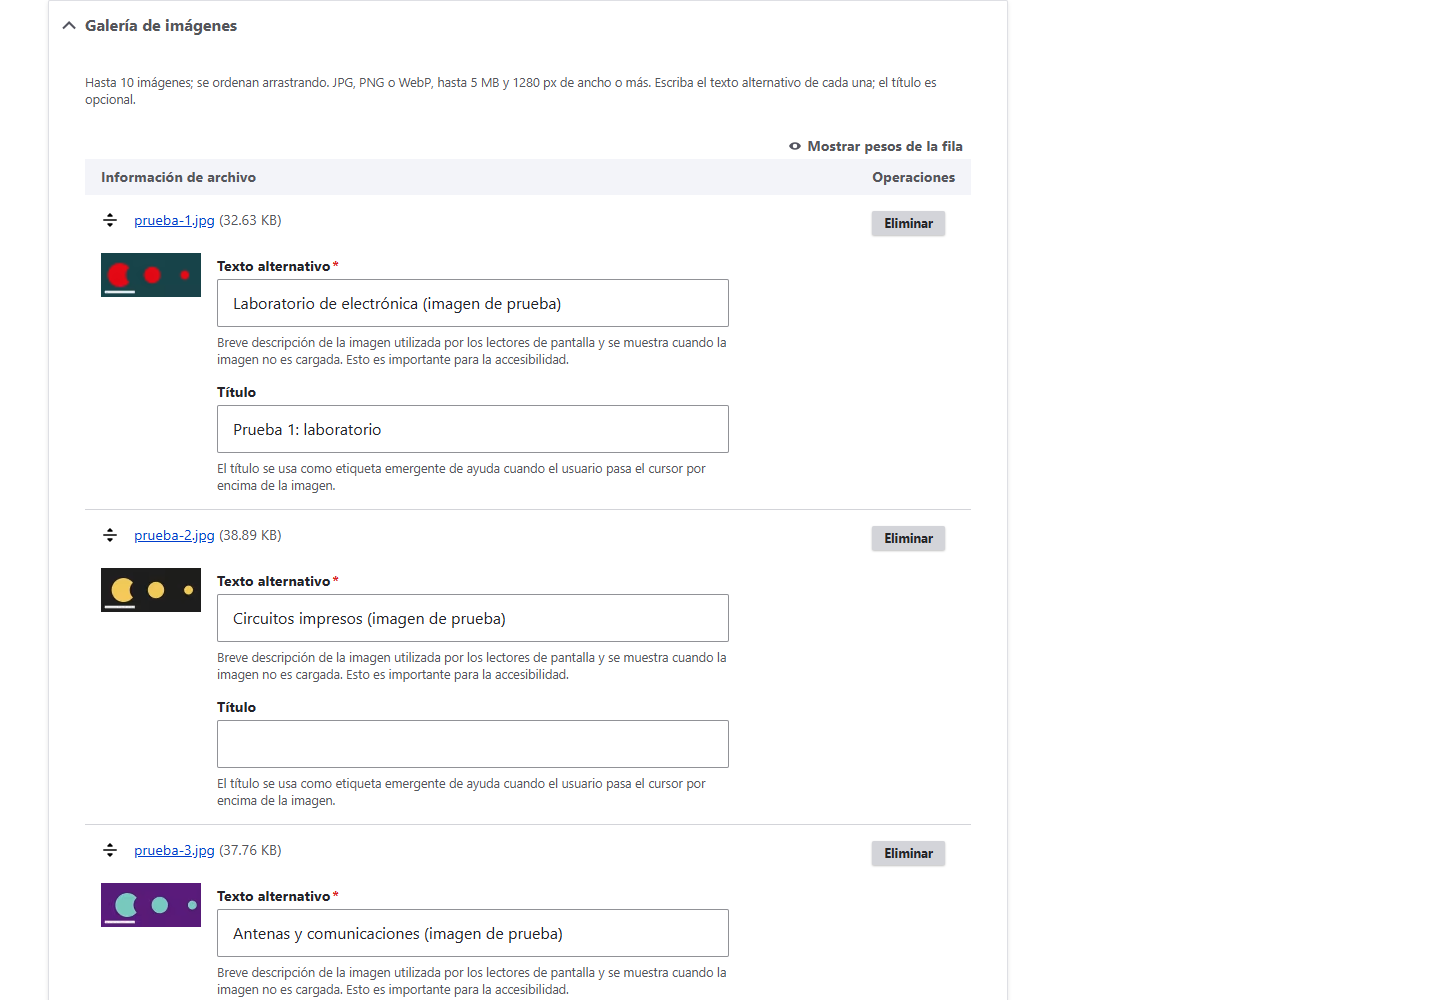 Galería de imágenes
Hasta 10 imágenes; se ordenan arrastrando. JPG, PNG o WebP, hasta 5 MB y 1280 px de ancho o más. Escriba el texto alternativo de cada una; el título es
opcional.
Mostrar pesos de la fila
Información de archivo Operaciones
prueba-1.jpg (32.63 KB) Eliminar
Texto alternativo*
Laboratorio de electrónica (imagen de prueba)
Breve descripción de la imagen utilizada por los lectores de pantalla y se muestra cuando la
imagen no es cargada. Esto es importante para la accesibilidad.
Título
Prueba 1: laboratorio
El título se usa como etiqueta emergente de ayuda cuando el usuario pasa el cursor por
encima de la imagen.
prueba-2.jpg (38.89 KB) Eliminar
Texto alternativo*
Circuitos impresos (imagen de prueba)
Breve descripción de la imagen utilizada por los lectores de pantalla y se muestra cuando la
imagen no es cargada. Esto es importante para la accesibilidad.
Título
El título se usa como etiqueta emergente de ayuda cuando el usuario pasa el cursor por
encima de la imagen.
prueba-3.jpg (37.76 KB) Eliminar
Texto alternativo*
Antenas y comunicaciones (imagen de prueba)
Breve descripción de la imagen utilizada por los lectores de pantalla y se muestra cuando la
imagen no es cargada. Esto es importante para la accesibilidad.